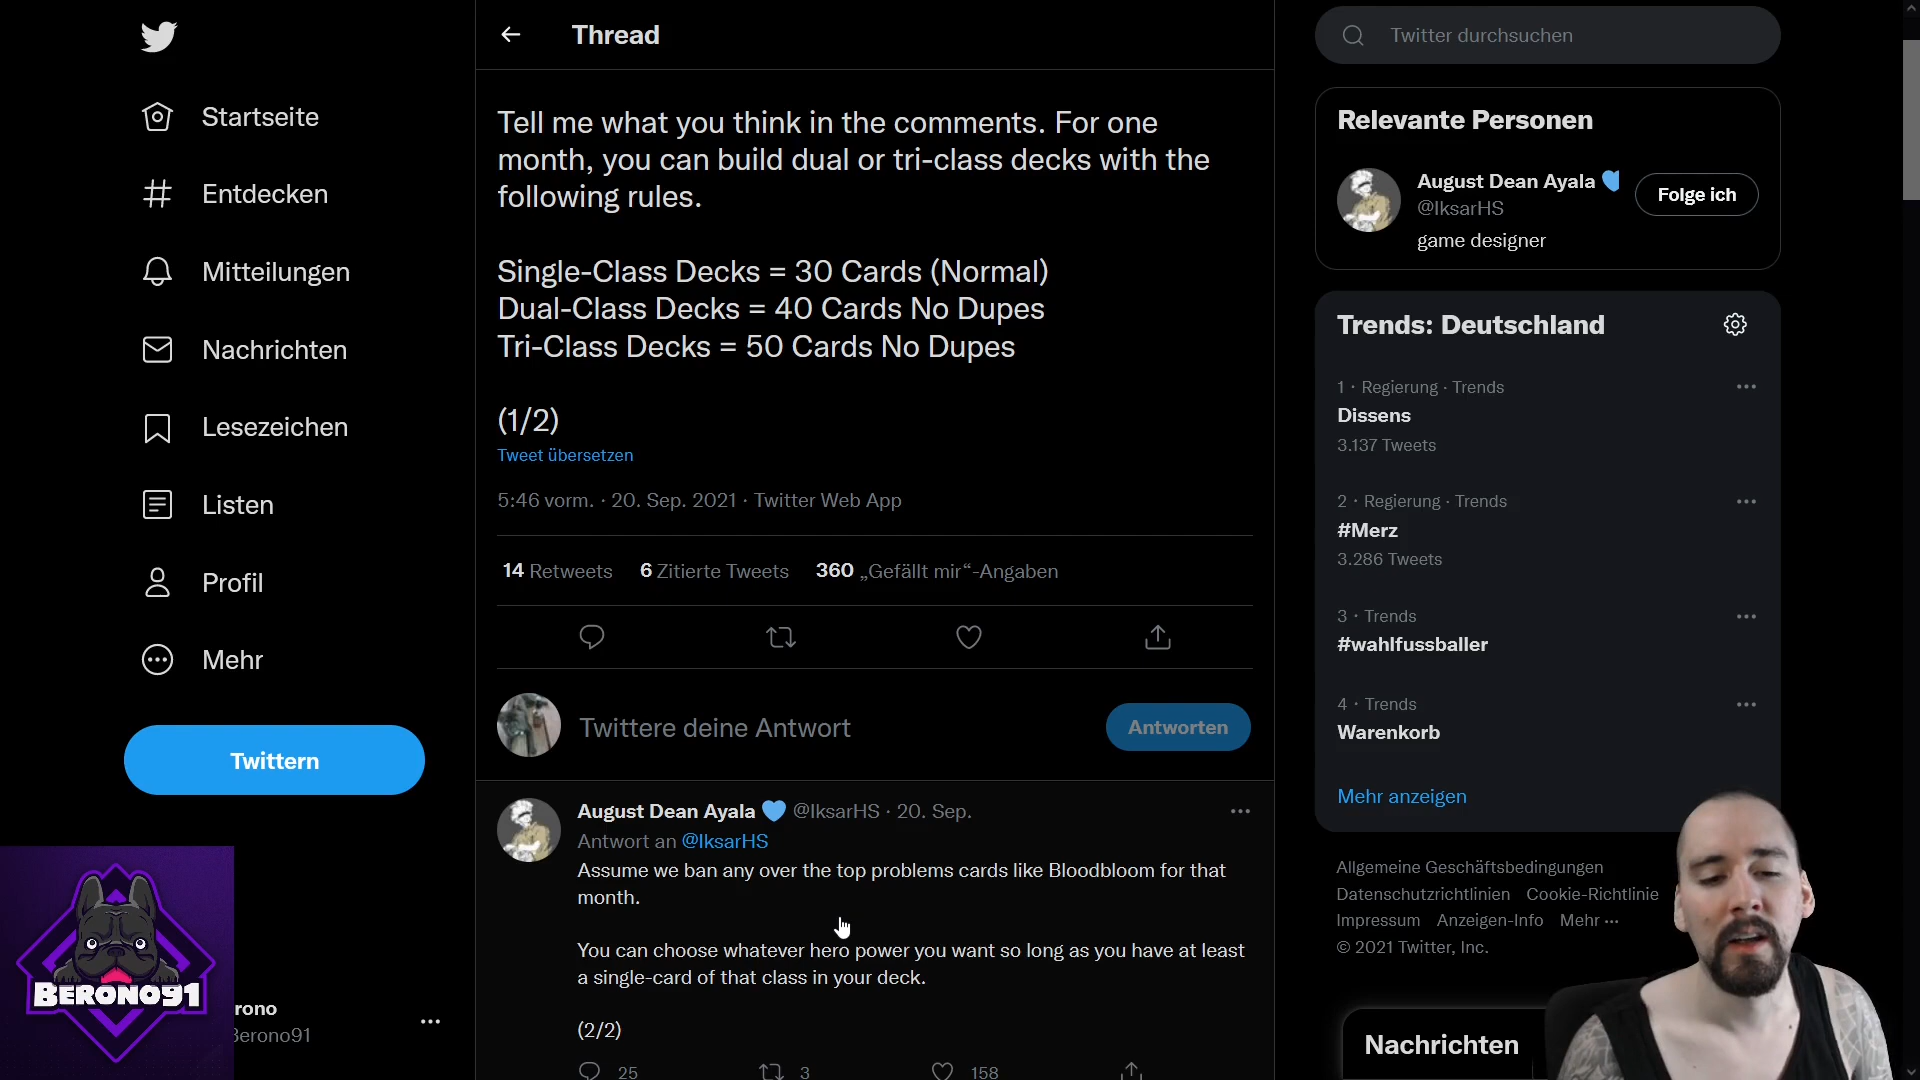 Startseite
Entdecken
Mitteilungen
Nachrichten
Lesezeichen
Listen
Profil
Mehr
Twittern
BERONO91
rono
Berono91
Thread
Tell me what you think in the comments. For one
month, you can build dual or tri-class decks with the
following rules.
Single-Class Decks = 30 Cards (Normal)
Dual-Class Decks = 40 Cards No Dupes
Tri-Class Decks = 50 Cards No Dupes
(1/2)
Tweet übersetzen
5:46 vorm. · 20. Sep. 2021 · Twitter Web App
14 Retweets 6 Zitierte Tweets 360 „Gefällt mir“-Angaben
Twittere deine Antwort
Antworten
August Dean Ayala @IksarHS · 20. Sep.
Antwort an @IksarHS
Assume we ban any over the top problems cards like Bloodbloom for that
month.
You can choose whatever hero power you want so long as you have at least
a single-card of that class in your deck.
(2/2)
25 3 158
Twitter durchsuchen
Relevante Personen
August Dean Ayala
@IksarHS
Folge ich
game designer
Trends: Deutschland
1 · Regierung · Trends
Dissens
3.137 Tweets
2 · Regierung · Trends
#Merz
3.286 Tweets
3 · Trends
#wahlfussballer
4 · Trends
Warenkorb
Mehr anzeigen
Allgemeine Geschäftsbedingungen
Datenschutzrichtlinien Cookie-Richtlinie
Impressum Anzeigen-Info Mehr ···
© 2021 Twitter, Inc.
Nachrichten